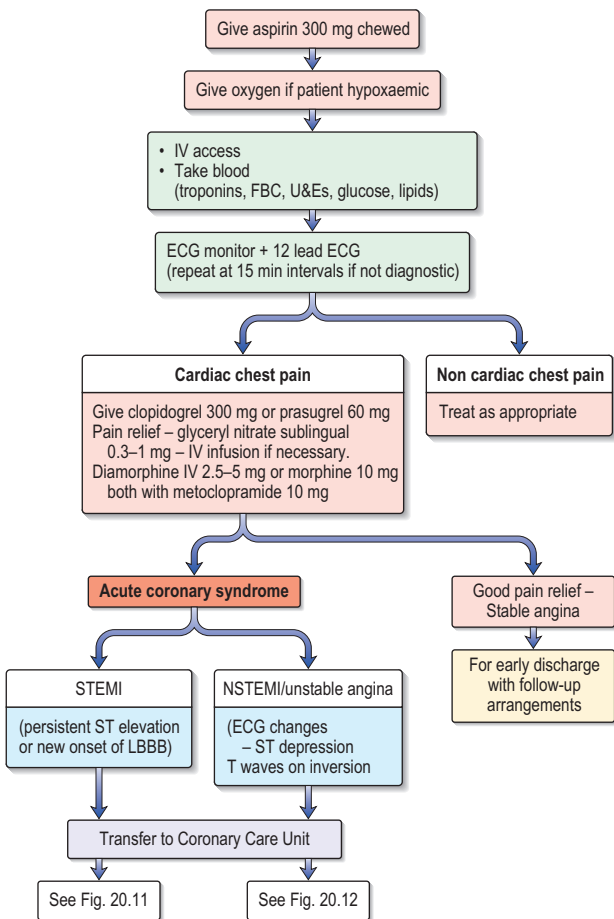 Give aspirin 300 mg chewed
Give oxygen if patient hypoxaemic
• IV access
• Take blood
(troponins, FBC, U&Es, glucose, lipids)
ECG monitor + 12 lead ECG
(repeat at 15 min intervals if not diagnostic)
Cardiac chest pain
Give clopidogrel 300 mg or prasugrel 60 mg
Pain relief – glyceryl nitrate sublingual
0.3–1 mg – IV infusion if necessary.
Diamorphine IV 2.5–5 mg or morphine 10 mg
both with metoclopramide 10 mg
Non cardiac chest pain
Treat as appropriate
Acute coronary syndrome
Good pain relief –
Stable angina
For early discharge
with follow-up
arrangements
STEMI
(persistent ST elevation
or new onset of LBBB)
NSTEMI/unstable angina
(ECG changes
– ST depression
T waves on inversion
Transfer to Coronary Care Unit
See Fig. 20.11
See Fig. 20.12